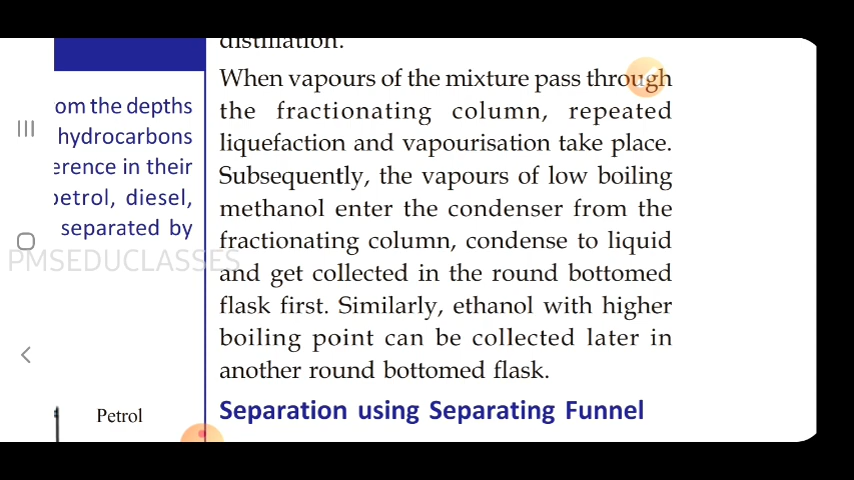 distillation.
When vapours of the mixture pass through
the fractionating column, repeated
liquefaction and vapourisation take place.
Subsequently, the vapours of low boiling
methanol enter the condenser from the
fractionating column, condense to liquid
and get collected in the round bottomed
flask first. Similarly, ethanol with higher
boiling point can be collected later in
another round bottomed flask.
Separation using Separating Funnel
om the depths
hydrocarbons
erence in their
petrol, diesel,
separated by
PMSEDUCLASSES
Petrol